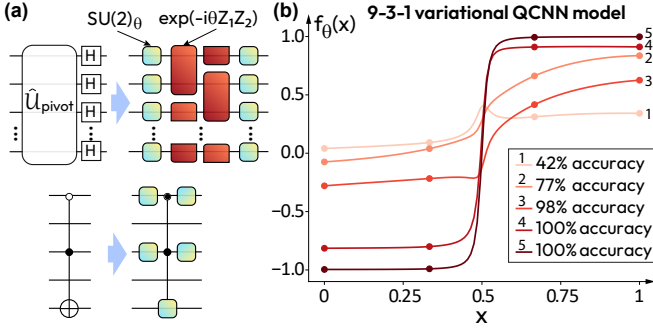 (a)
SU(2)θ
exp(-iθZ₁Z₂)
Ûpivot
H
H
H
H
(b)
fθ(x)
9-3-1 variational QCNN model
1.0
0.5
0.0
−0.5
−1.0
5
4
2
3
1
1 42% accuracy
2 77% accuracy
3 98% accuracy
4 100% accuracy
5 100% accuracy
0
0.25
0.5
0.75
1
x